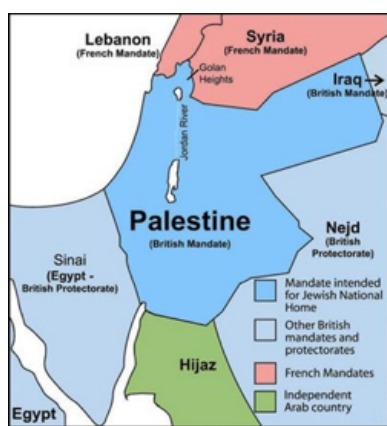 Lebanon
(French Mandate)
Syria
(French Mandate)
Golan
Heights
Iraq
(British Mandate)
Jordan River
Palestine
(British Mandate)
Sinai
(Egypt -
British Protectorate)
Nejd
(British
Protectorate)
Hijaz
Egypt
Mandate intended
for Jewish National
Home
Other British
mandates and
protectorates
French Mandates
Independent
Arab country